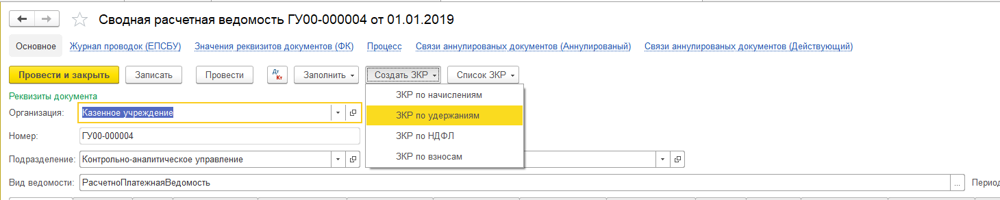 Сводная расчетная ведомость ГУ00-000004 от 01.01.2019
Основное Журнал проводок (ЕПСБУ) Значения реквизитов документов (ФК) Процесс Связи аннулированых документов (Аннулированый) Связи аннулированых документов (Действующий)
Провести и закрыть Записать Провести Дт Кт Заполнить Создать ЗКР Список ЗКР
ЗКР по начислениям
Реквизиты документа
Организация: Казенное учреждение
ЗКР по удержаниям
Номер: ГУ00-000004
ЗКР по НДФЛ
Подразделение: Контрольно-аналитическое управление
ЗКР по взносам
Вид ведомости: РасчетноПлатежнаяВедомость ... Период